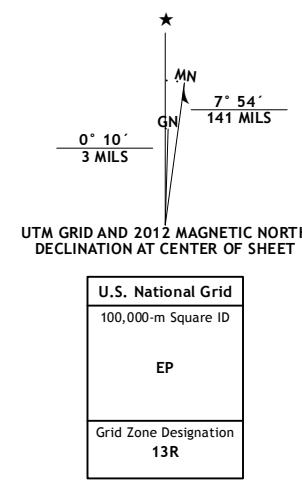 ★
MN
7° 54´
141 MILS
GN
0° 10´
3 MILS
UTM GRID AND 2012 MAGNETIC NORTH
DECLINATION AT CENTER OF SHEET
U.S. National Grid
100,000-m Square ID
EP
Grid Zone Designation
13R